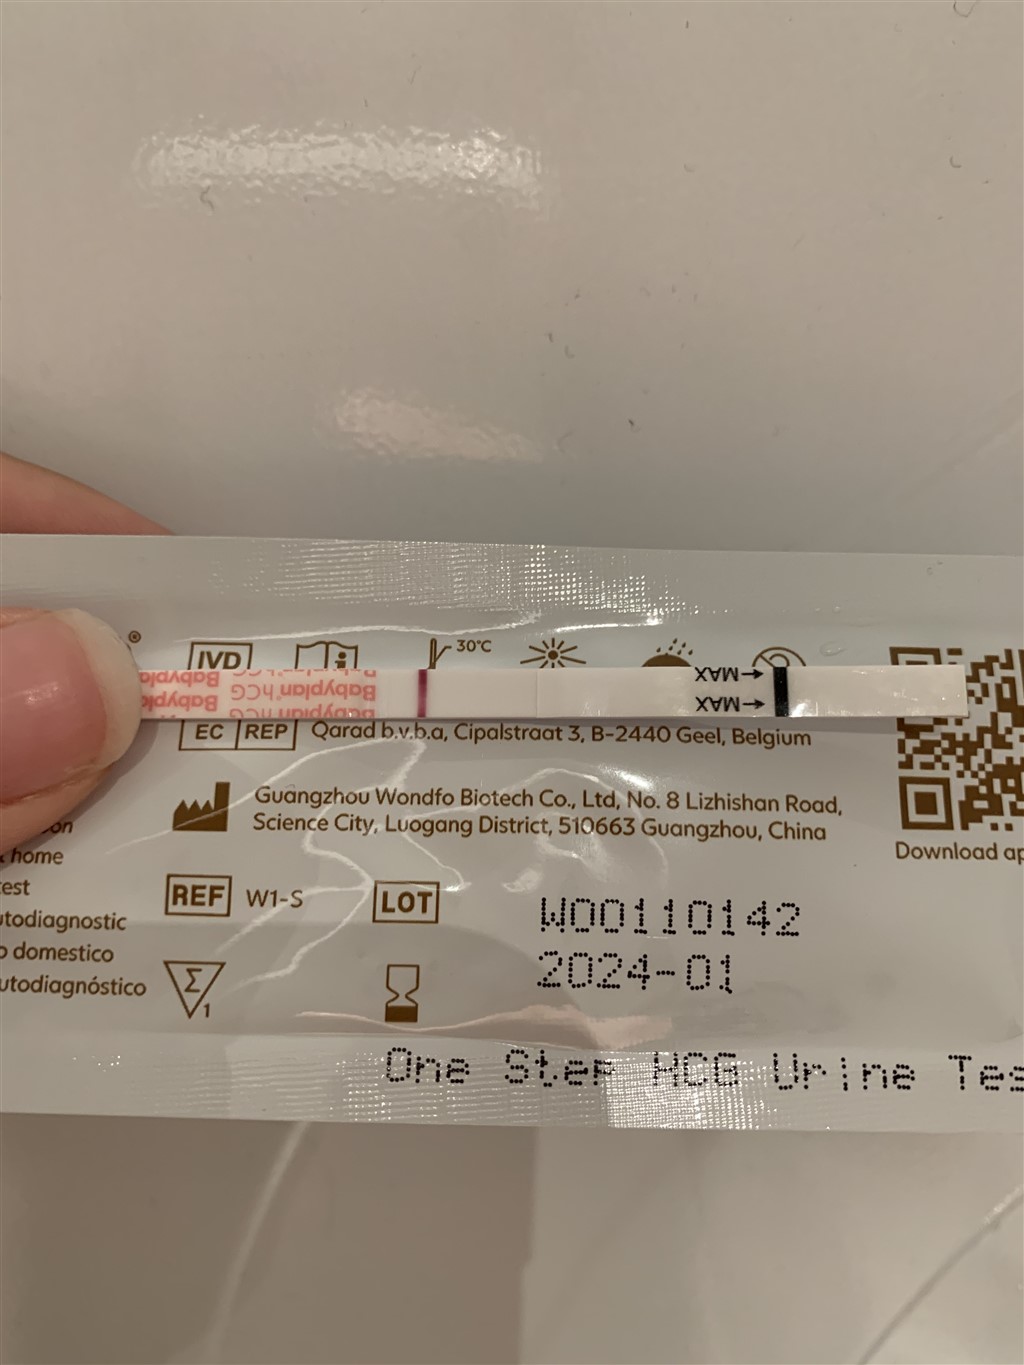 ®
IVD
30°C
Babyplan hCG
Babyplan
MAX
MAX
EC REP Qarad b.v.b.a, Cipalstraat 3, B-2440 Geel, Belgium
Guangzhou Wondfo Biotech Co., Ltd, No. 8 Lizhishan Road,
Science City, Luogang District, 510663 Guangzhou, China
Download
home
REF W1-S LOT W00110142
utodiagnostic
domestico
utodiagnóstico
Σ
1
2024-01
One Step HCG Urine